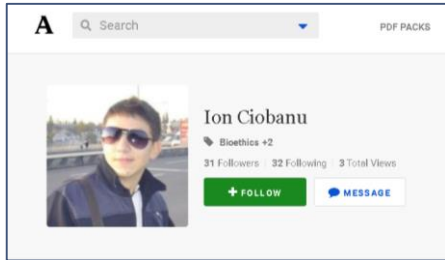 A Search PDF PACKS
Ion Ciobanu
Bioethics +2
31 Followers | 32 Following | 3 Total Views
+ FOLLOW MESSAGE